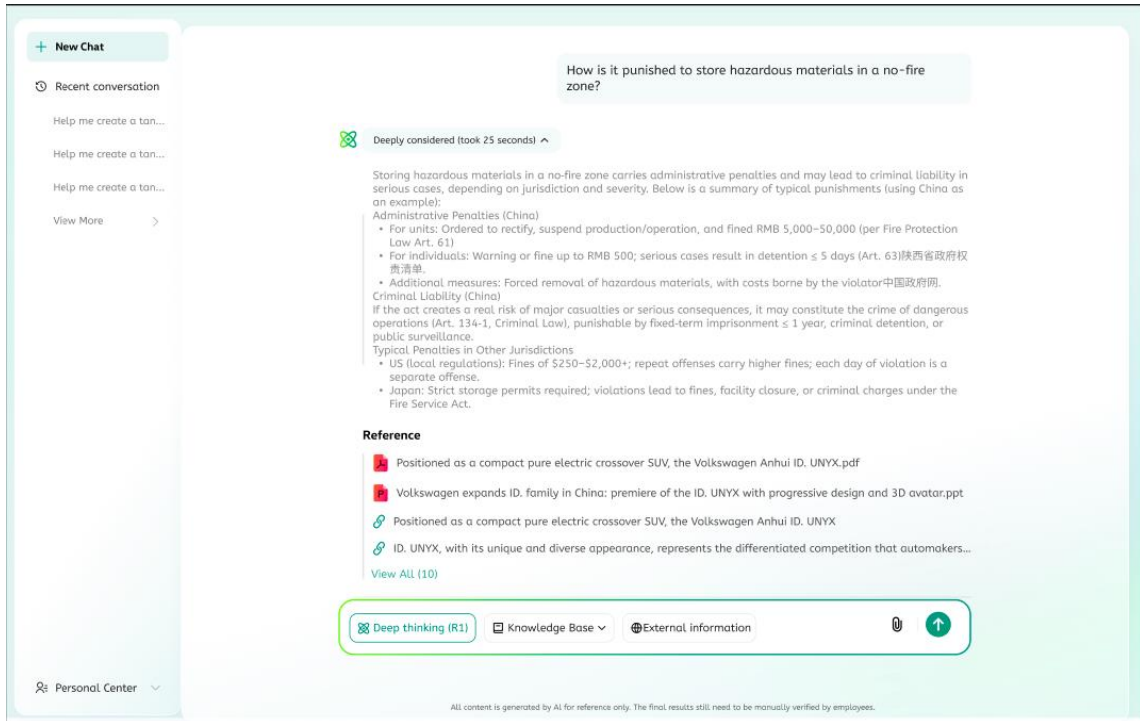 New Chat
Recent conversation
Help me create a tan...
Help me create a tan...
Help me create a tan...
View More
How is it punished to store hazardous materials in a no-fire
zone?
Deeply considered (took 25 seconds)
Storing hazardous materials in a no-fire zone carries administrative penalties and may lead to criminal liability in
serious cases, depending on jurisdiction and severity. Below is a summary of typical punishments (using China as
an example):
Administrative Penalties (China)
• For units: Ordered to rectify, suspend production/operation, and fined RMB 5,000–50,000 (per Fire Protection
Law Art. 61)
• For individuals: Warning or fine up to RMB 500; serious cases result in detention ≤ 5 days (Art. 63)陕西省政府权
责清单.
• Additional measures: Forced removal of hazardous materials, with costs borne by the violator中国政府网.
Criminal Liability (China)
If the act creates a real risk of major casualties or serious consequences, it may constitute the crime of dangerous
operations (Art. 134-1, Criminal Law), punishable by fixed-term imprisonment ≤ 1 year, criminal detention, or
public surveillance.
Typical Penalties in Other Jurisdictions
• US (local regulations): Fines of $250–$2,000+; repeat offenses carry higher fines; each day of violation is a
separate offense.
• Japan: Strict storage permits required; violations lead to fines, facility closure, or criminal charges under the
Fire Service Act.
Reference
Positioned as a compact pure electric crossover SUV, the Volkswagen Anhui ID. UNYX.pdf
Volkswagen expands ID. family in China: premiere of the ID. UNYX with progressive design and 3D avatar.ppt
Positioned as a compact pure electric crossover SUV, the Volkswagen Anhui ID. UNYX
ID. UNYX, with its unique and diverse appearance, represents the differentiated competition that automakers...
View All (10)
Deep thinking (R1)
Knowledge Base
External information
Personal Center
All content is generated by AI for reference only. The final results still need to be manually verified by employees.